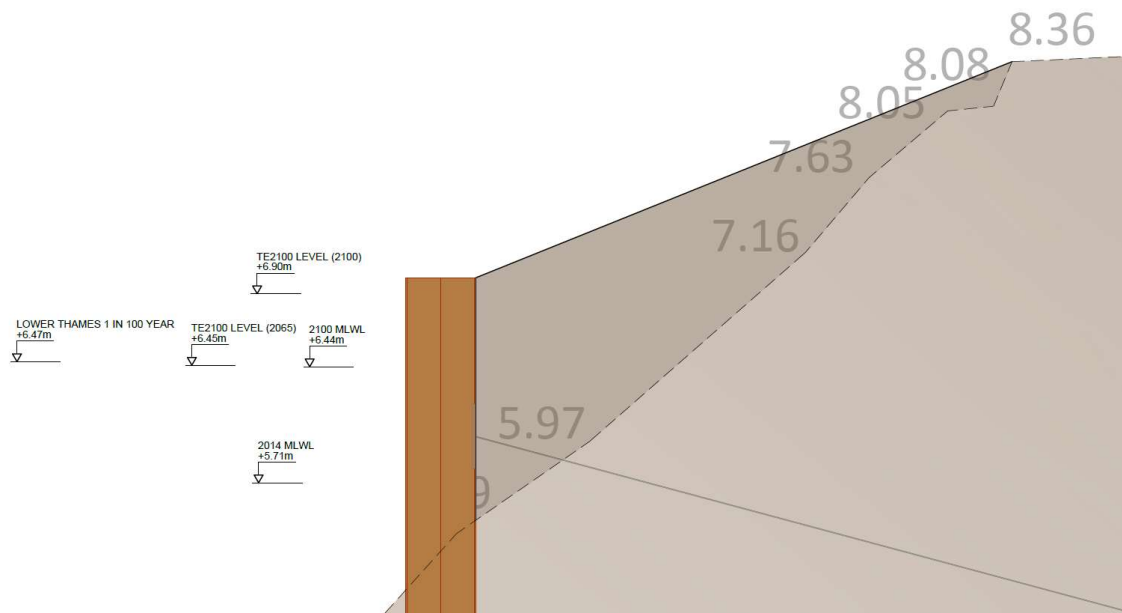 8.36
8.08
8.05
7.63
7.16
TE2100 LEVEL (2100)
+6.90m
LOWER THAMES 1 IN 100 YEAR
+6.47m
TE2100 LEVEL (2065)
+6.45m
2100 MLWL
+6.44m
5.97
2014 MLWL
+5.71m
9